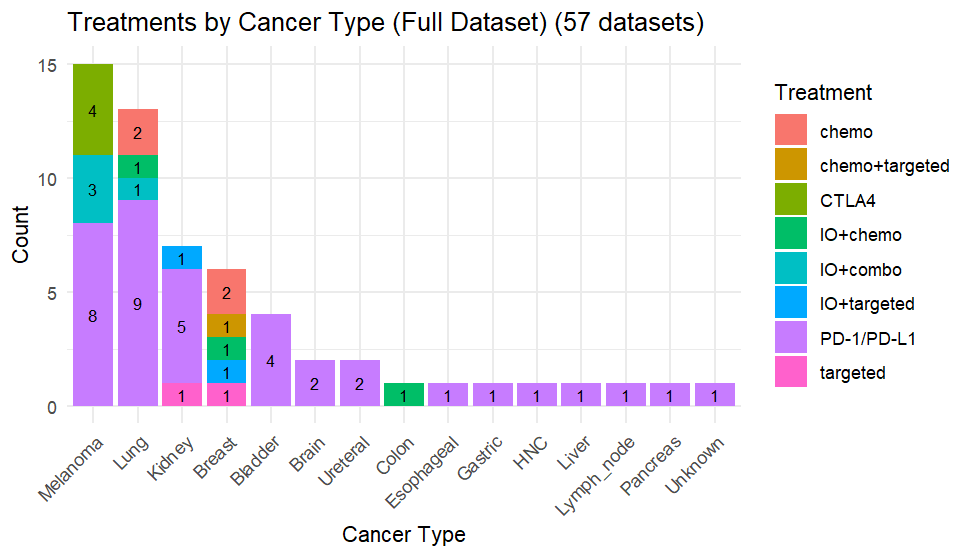 Treatments by Cancer Type (Full Dataset) (57 datasets)
Count
15
10
5
0
4
3
8
2
1
1
9
1
5
1
2
1
1
1
1
4
2
2
1
1
1
1
1
1
1
1
Melanoma
Lung
Kidney
Breast
Bladder
Brain
Ureteral
Colon
Esophageal
Gastric
HNC
Liver
Lymph_node
Pancreas
Unknown
Cancer Type
Treatment
chemo
chemo+targeted
CTLA4
IO+chemo
IO+combo
IO+targeted
PD-1/PD-L1
targeted